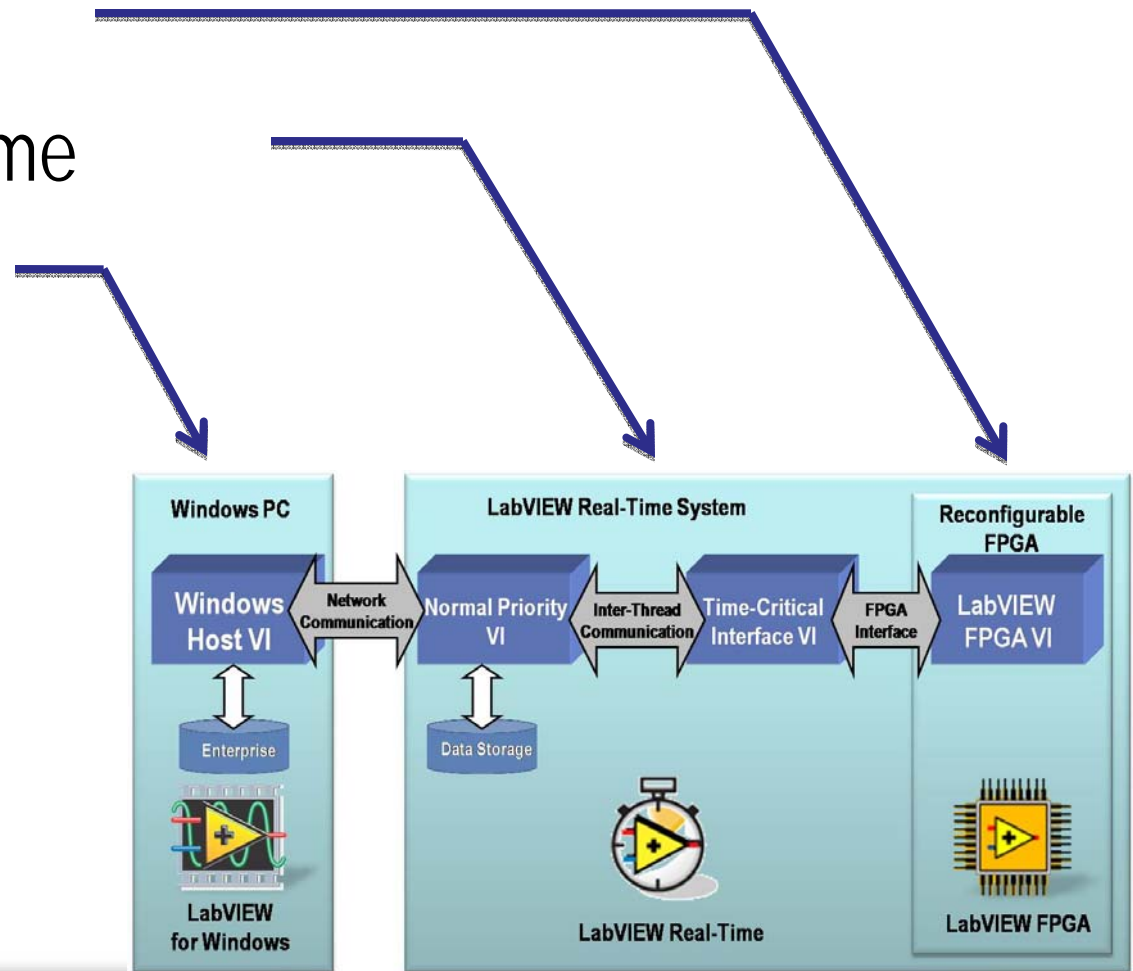 me
Windows PC
LabVIEW Real-Time System
Reconfigurable
FPGA
Windows
Host VI
Network
Communication
Normal Priority
VI
Inter-Thread
Communication
Time-Critical
Interface VI
FPGA
Interface
LabVIEW
FPGA VI
Enterprise
Data Storage
LabVIEW
for Windows
LabVIEW Real-Time
LabVIEW FPGA